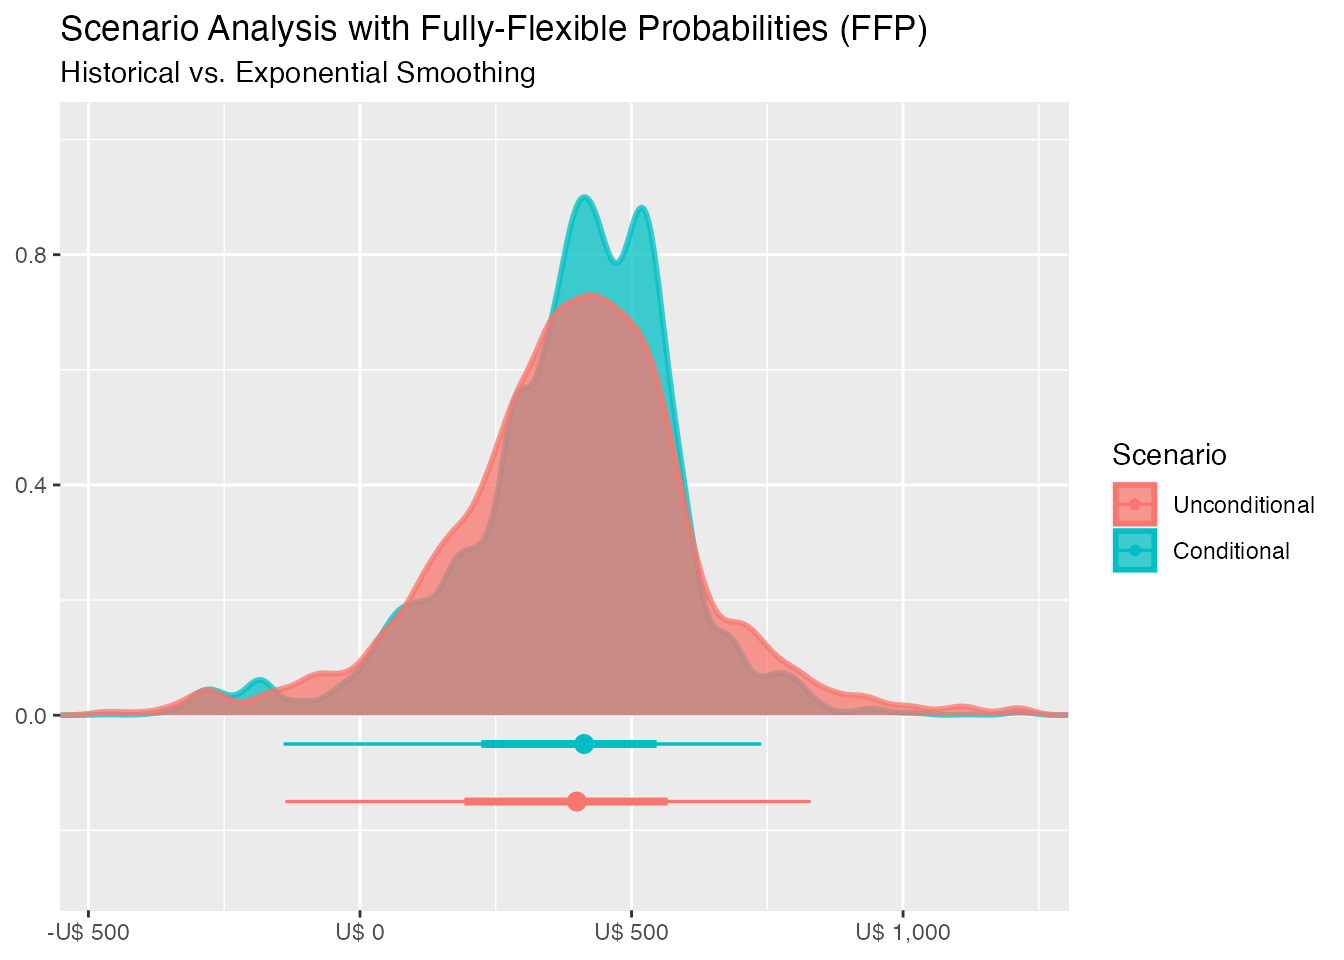 Scenario Analysis with Fully-Flexible Probabilities (FFP)
Historical vs. Exponential Smoothing
0.8
0.4
0.0
-U$ 500
U$ 0
U$ 500
U$ 1,000
Scenario
Unconditional
Conditional